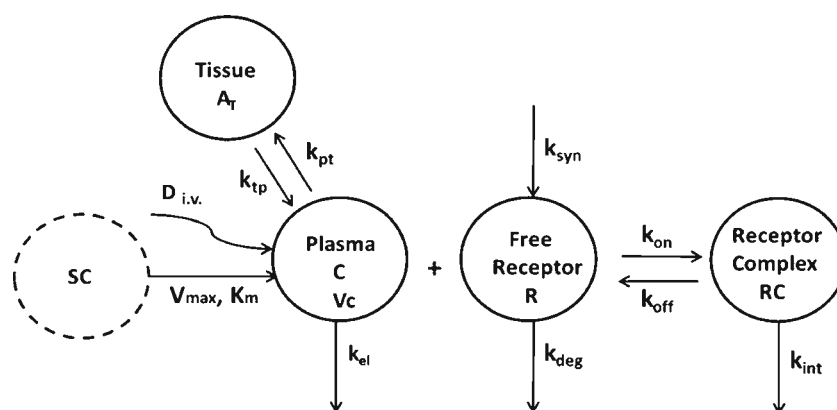 Tissue
A_T
k_pt
k_tp
D i.v.
SC
V_max, K_m
Plasma
C
Vc
k_el
+
k_syn
Free
Receptor
R
k_deg
k_on
k_off
Receptor
Complex
RC
k_int